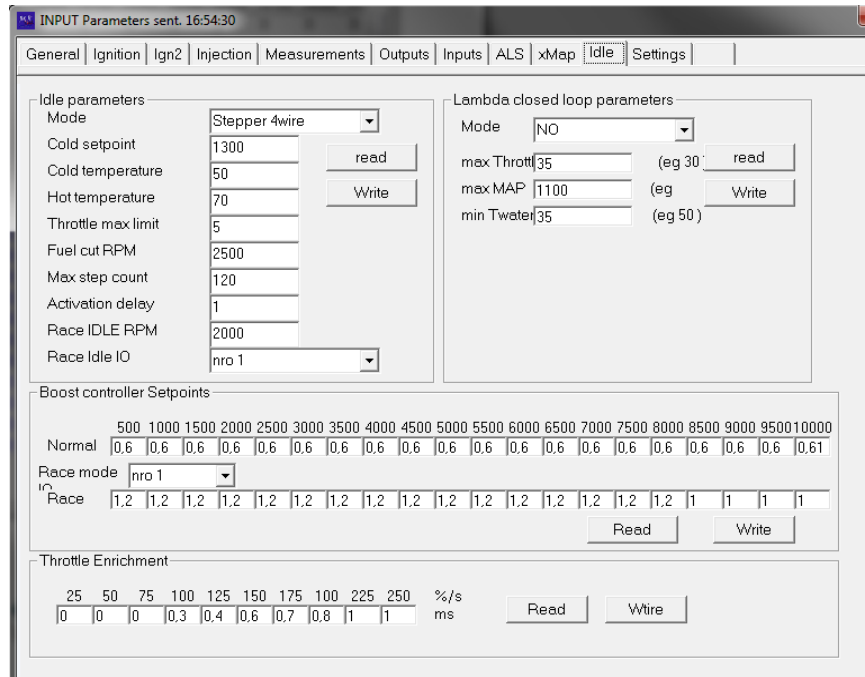 INPUT Parameters sent. 16:54:30
General Ignition Ign2 Injection Measurements Outputs Inputs ALS xMap Idle Settings
Idle parameters
Mode Stepper 4wire
Cold setpoint 1300
Cold temperature 50
Hot temperature 70
Throttle max limit 5
Fuel cut RPM 2500
Max step count 120
Activation delay 1
Race IDLE RPM 2000
Race Idle IO nro 1
read
Write
Lambda closed loop parameters
Mode NO
max Throttl 35 (eg 30
max MAP 1100 (eg
min Twater 35 (eg 50 )
read
Write
Boost controller Setpoints
500 1000 1500 2000 2500 3000 3500 4000 4500 5000 5500 6000 6500 7000 7500 8000 8500 9000 9500 10000
Normal 0,6 0,6 0,6 0,6 0,6 0,6 0,6 0,6 0,6 0,6 0,6 0,6 0,6 0,6 0,6 0,6 0,6 0,6 0,6 0,61
Race mode nro 1
Race 1,2 1,2 1,2 1,2 1,2 1,2 1,2 1,2 1,2 1,2 1,2 1,2 1,2 1,2 1,2 1,2 1 1 1 1
Read Write
Throttle Enrichment
25 50 75 100 125 150 175 100 225 250 %/s
0 0 0 0,3 0,4 0,6 0,7 0,8 1 1 ms
Read Wtire